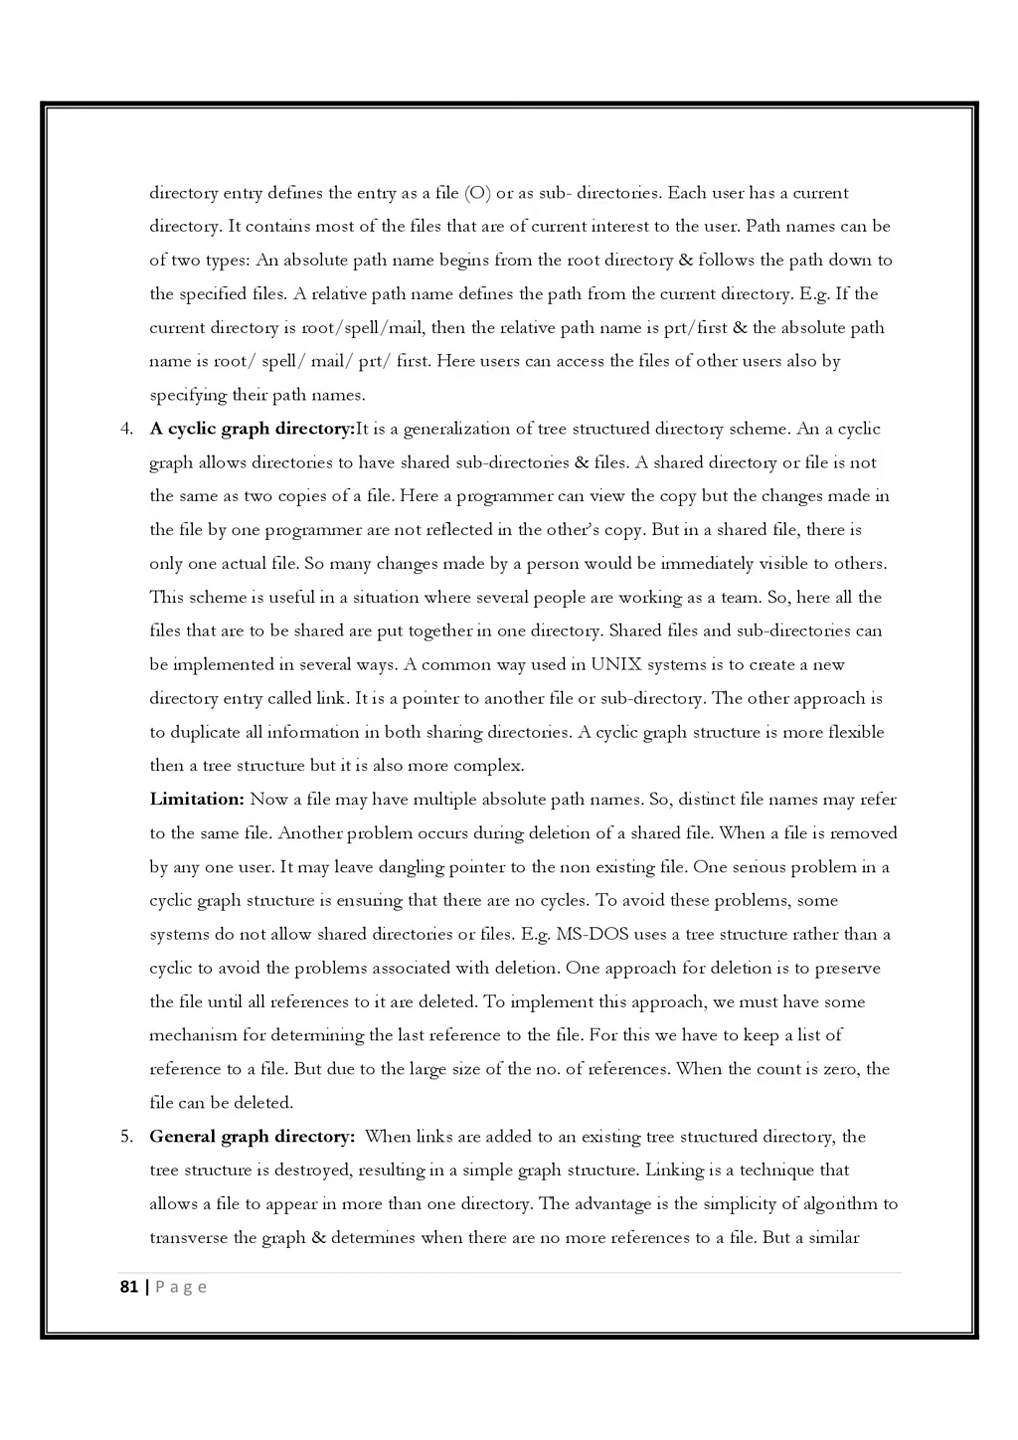 directory entry defines the entry as a file (O) or as sub- directories. Each user has a current
directory. It contains most of the files that are of current interest to the user. Path names can be
of two types: An absolute path name begins from the root directory & follows the path down to
the specified files. A relative path name defines the path from the current directory. E.g. If the
current directory is root/spell/mail, then the relative path name is prt/first & the absolute path
name is root/ spell/ mail/ prt/ first. Here users can access the files of other users also by
specifying their path names.
4. A cyclic graph directory:It is a generalization of tree structured directory scheme. An a cyclic
graph allows directories to have shared sub-directories & files. A shared directory or file is not
the same as two copies of a file. Here a programmer can view the copy but the changes made in
the file by one programmer are not reflected in the other’s copy. But in a shared file, there is
only one actual file. So many changes made by a person would be immediately visible to others.
This scheme is useful in a situation where several people are working as a team. So, here all the
files that are to be shared are put together in one directory. Shared files and sub-directories can
be implemented in several ways. A common way used in UNIX systems is to create a new
directory entry called link. It is a pointer to another file or sub-directory. The other approach is
to duplicate all information in both sharing directories. A cyclic graph structure is more flexible
then a tree structure but it is also more complex.
Limitation: Now a file may have multiple absolute path names. So, distinct file names may refer
to the same file. Another problem occurs during deletion of a shared file. When a file is removed
by any one user. It may leave dangling pointer to the non existing file. One serious problem in a
cyclic graph structure is ensuring that there are no cycles. To avoid these problems, some
systems do not allow shared directories or files. E.g. MS-DOS uses a tree structure rather than a
cyclic to avoid the problems associated with deletion. One approach for deletion is to preserve
the file until all references to it are deleted. To implement this approach, we must have some
mechanism for determining the last reference to the file. For this we have to keep a list of
reference to a file. But due to the large size of the no. of references. When the count is zero, the
file can be deleted.
5. General graph directory: When links are added to an existing tree structured directory, the
tree structure is destroyed, resulting in a simple graph structure. Linking is a technique that
allows a file to appear in more than one directory. The advantage is the simplicity of algorithm to
transverse the graph & determines when there are no more references to a file. But a similar
81 | P a g e